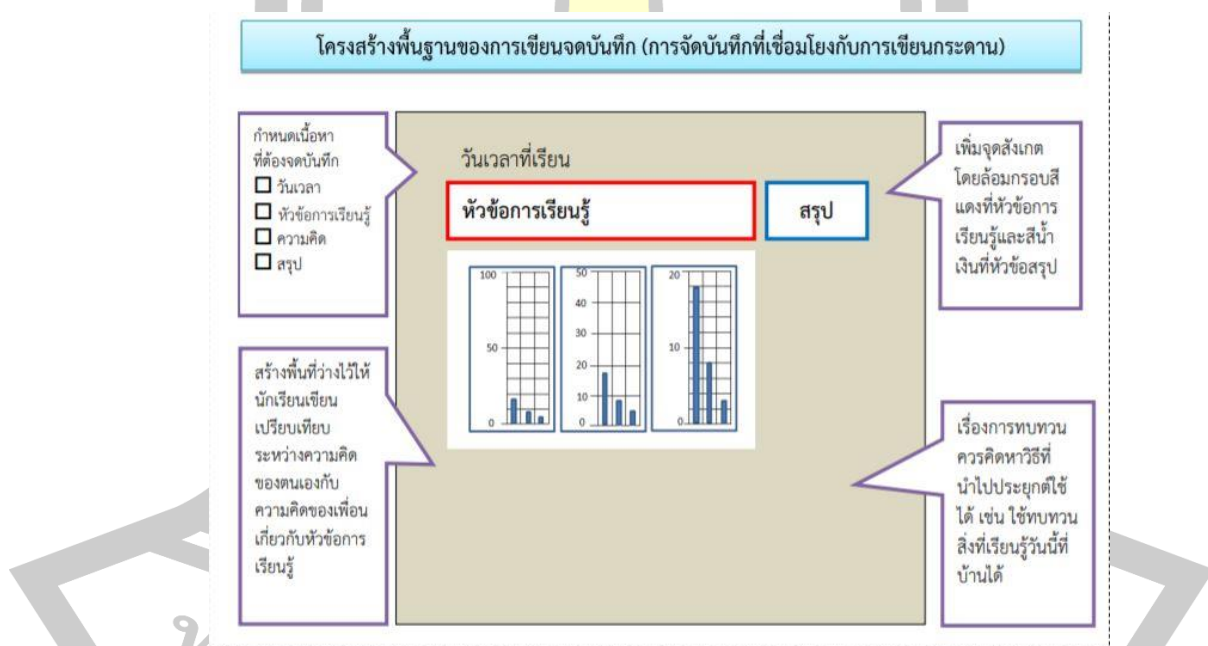 โครงสร้างพื้นฐานของการเขียนจดบันทึก (การจัดบันทึกที่เชื่อมโยงกับการเขียนกระดาน)
กำหนดเนื้อหา
ที่ต้องจดบันทึก
วันเวลา
หัวข้อการเรียนรู้
ความคิด
สรุป
วันเวลาที่เรียน
หัวข้อการเรียนรู้
สรุป
เพิ่มจุดสังเกต
โดยล้อมกรอบสี
แดงที่หัวข้อการ
เรียนรู้และสีน้ำ
เงินที่หัวข้อสรุป
100
50
0
50
40
30
20
10
0
20
10
0
สร้างพื้นที่ว่างไว้ให้
นักเรียนเขียน
เปรียบเทียบ
ระหว่างความคิด
ของตนเองกับ
ความคิดของเพื่อน
เกี่ยวกับหัวข้อการ
เรียนรู้
เรื่องการทบทวน
ควรคิดหาวิธีที่
นำไปประยุกต์ใช้
ได้ เช่น ใช้ทบทวน
สิ่งที่เรียนรู้วันนี้ที่
บ้านได้